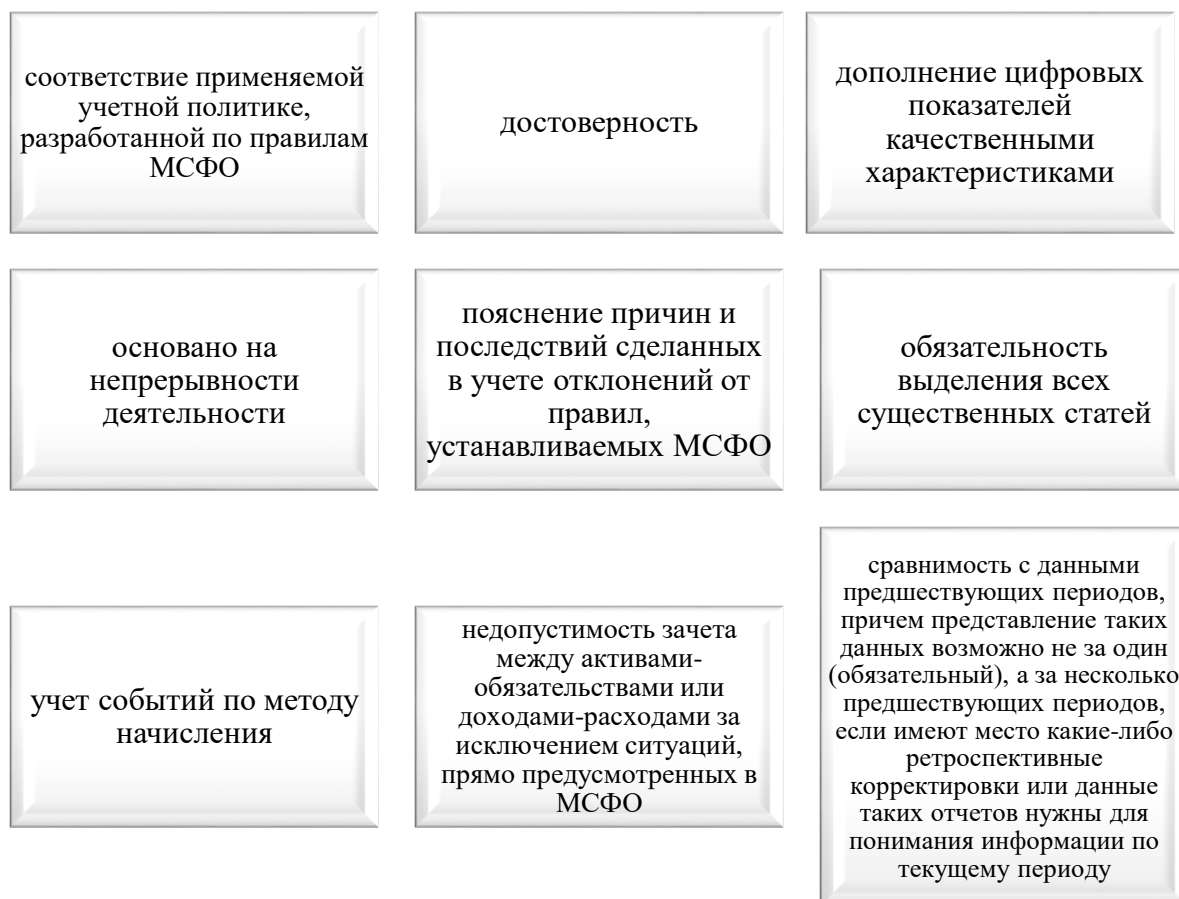 соответствие применяемой
учетной политике,
разработанной по правилам
МСФО
достоверность
дополнение цифровых
показателей
качественными
характеристиками
основано на
непрерывности
деятельности
пояснение причин и
последствий сделанных
в учете отклонений от
правил,
устанавливаемых МСФО
обязательность
выделения всех
существенных статей
учет событий по методу
начисления
недопустимость зачета
между активами-
обязательствами или
доходами-расходами за
исключением ситуаций,
прямо предусмотренных в
МСФО
сравнимость с данными
предшествующих периодов,
причем представление таких
данных возможно не за один
(обязательный), а за несколько
предшествующих периодов,
если имеют место какие-либо
ретроспективные
корректировки или данные
таких отчетов нужны для
понимания информации по
текущему периоду